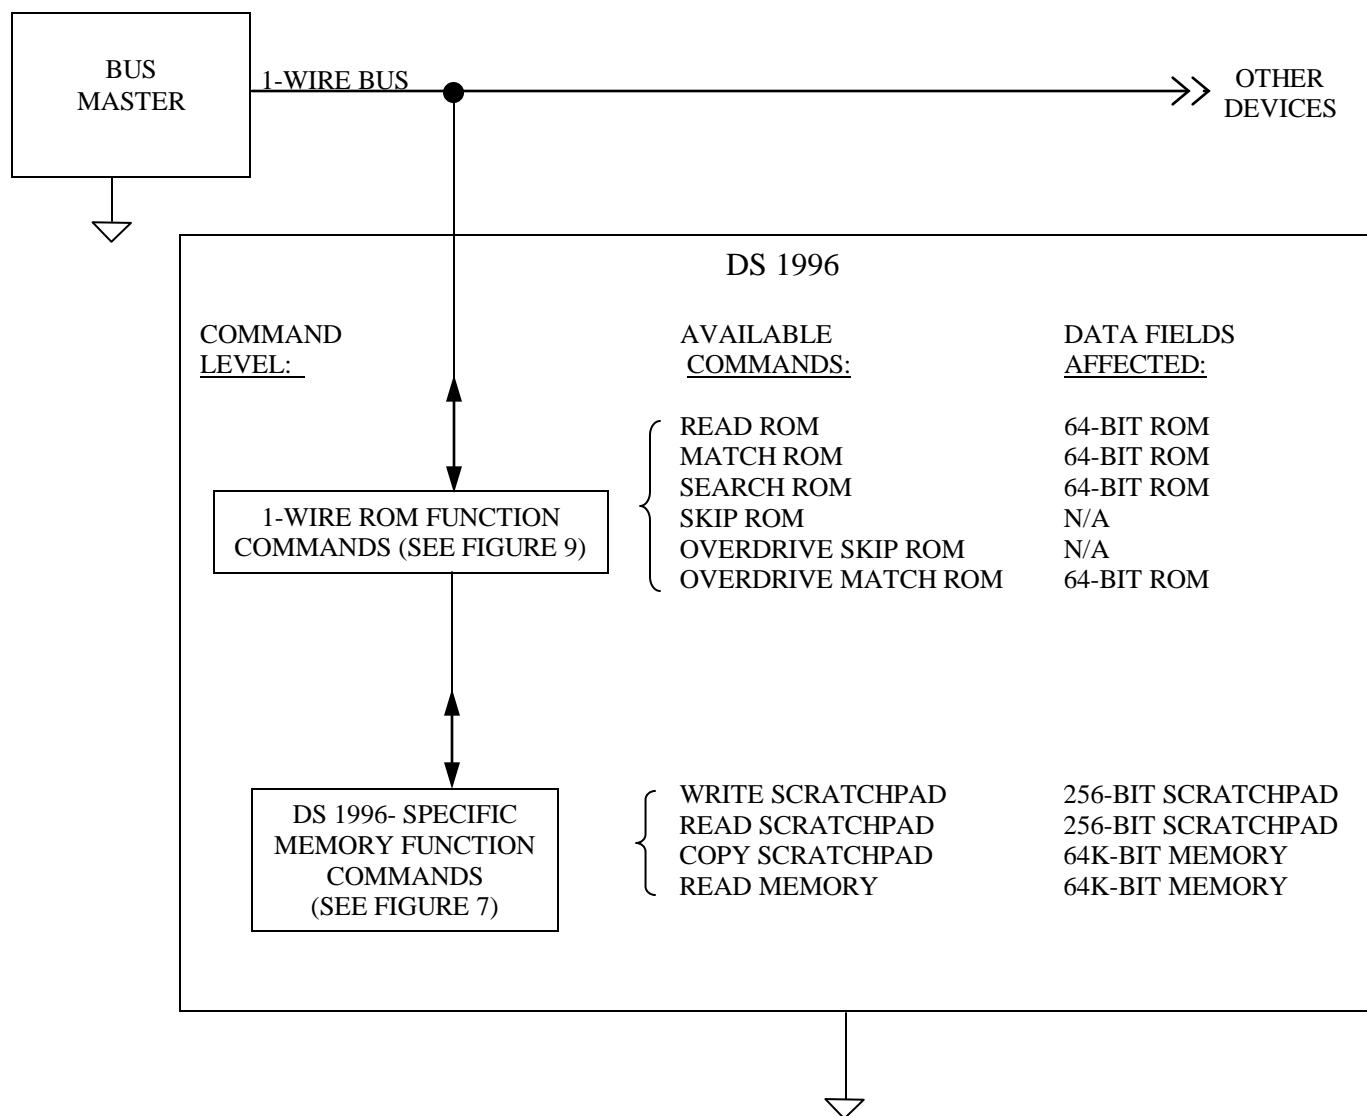 BUS
MASTER
1-WIRE BUS
OTHER
DEVICES
DS 1996
COMMAND
LEVEL:
AVAILABLE
COMMANDS:
DATA FIELDS
AFFECTED:
READ ROM 64-BIT ROM
MATCH ROM 64-BIT ROM
SEARCH ROM 64-BIT ROM
SKIP ROM N/A
OVERDRIVE SKIP ROM N/A
OVERDRIVE MATCH ROM 64-BIT ROM
1-WIRE ROM FUNCTION
COMMANDS (SEE FIGURE 9)
WRITE SCRATCHPAD 256-BIT SCRATCHPAD
READ SCRATCHPAD 256-BIT SCRATCHPAD
COPY SCRATCHPAD 64K-BIT MEMORY
READ MEMORY 64K-BIT MEMORY
DS 1996- SPECIFIC
MEMORY FUNCTION
COMMANDS
(SEE FIGURE 7)